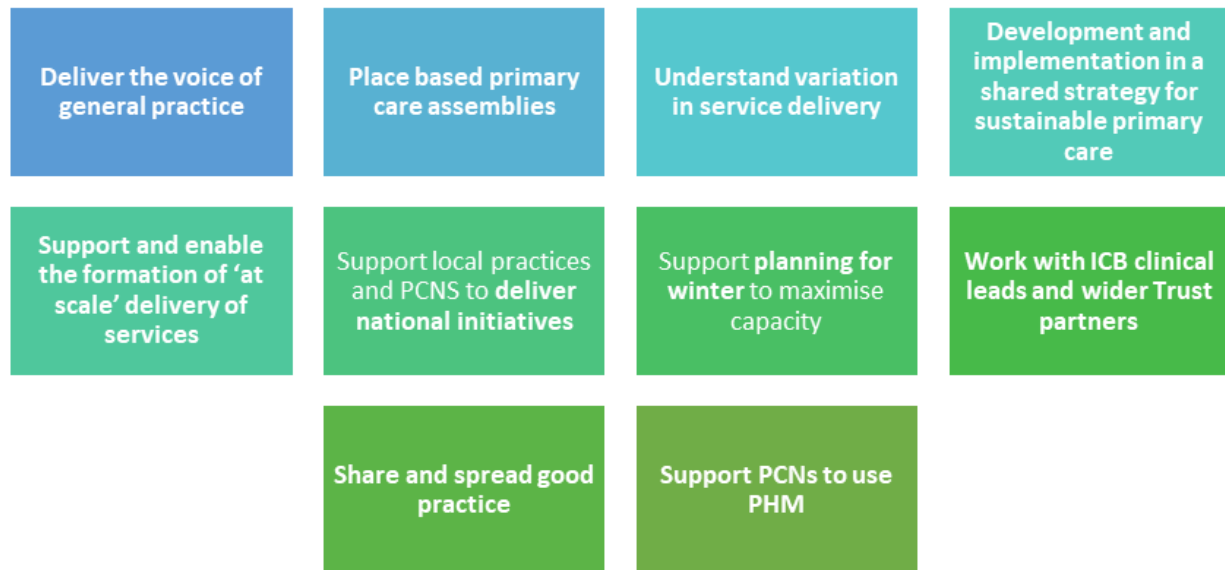 Deliver the voice of
general practice
Place based primary
care assemblies
Understand variation
in service delivery
Development and
implementation in a
shared strategy for
sustainable primary
care
Support and enable
the formation of ‘at
scale’ delivery of
services
Support local practices
and PCNS to deliver
national initiatives
Support planning for
winter to maximise
capacity
Work with ICB clinical
leads and wider Trust
partners
Share and spread good
practice
Support PCNs to use
PHM